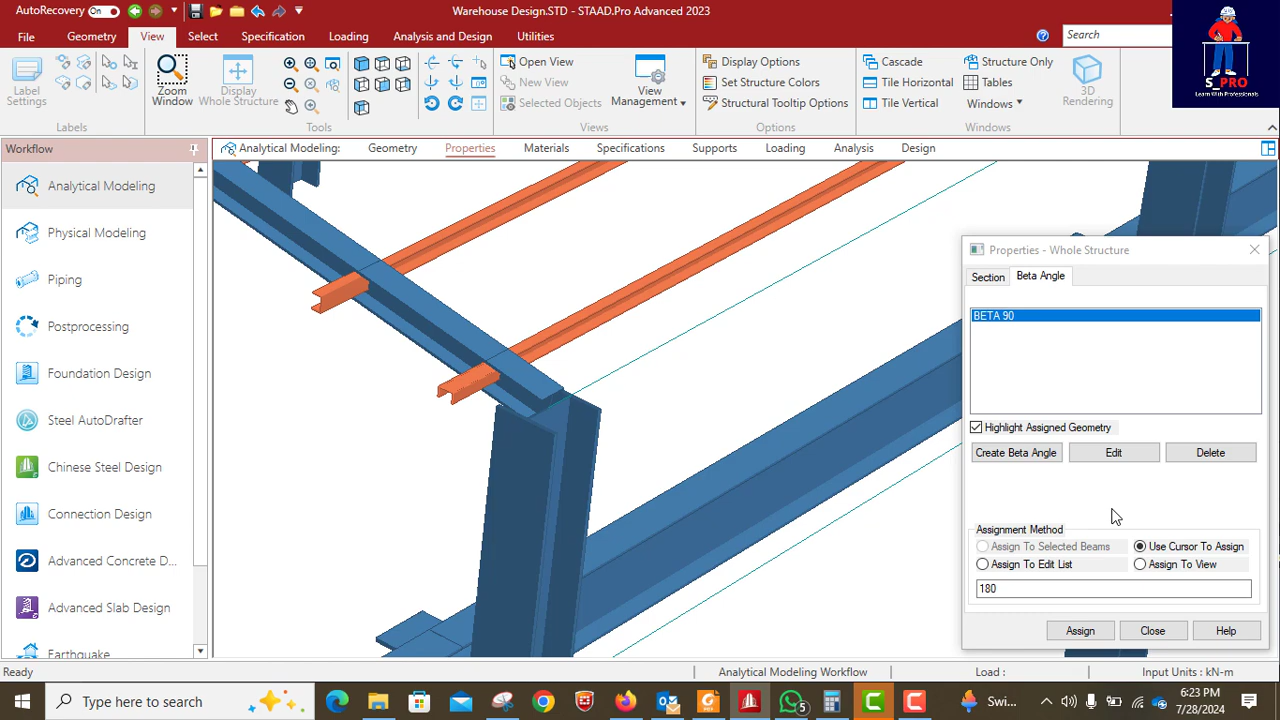 AutoRecovery On
Warehouse Design.STD - STAAD.Pro Advanced 2023
File Geometry View Select Specification Loading Analysis and Design Utilities
Search
Label Settings
Labels
Zoom Window
Display Whole Structure
Tools
Open View
New View
Selected Objects
View Management
Views
Display Options
Set Structure Colors
Structural Tooltip Options
Options
Cascade
Tile Horizontal
Tile Vertical
Structure Only
Tables
Windows
Windows
3D Rendering
S_PRO
Learn With Professionals
Workflow
Analytical Modeling: Geometry Properties Materials Specifications Supports Loading Analysis Design
Analytical Modeling
Physical Modeling
Piping
Postprocessing
Foundation Design
Steel AutoDrafter
Chinese Steel Design
Connection Design
Advanced Concrete D...
Advanced Slab Design
Earthquake
Properties - Whole Structure
Section Beta Angle
BETA 90
Highlight Assigned Geometry
Create Beta Angle Edit Delete
Assignment Method
Assign To Selected Beams Use Cursor To Assign
Assign To Edit List Assign To View
180
Assign Close Help
Ready
Analytical Modeling Workflow
Load :
Input Units : kN-m
Type here to search
5
Swi...
6:23 PM
7/28/2024